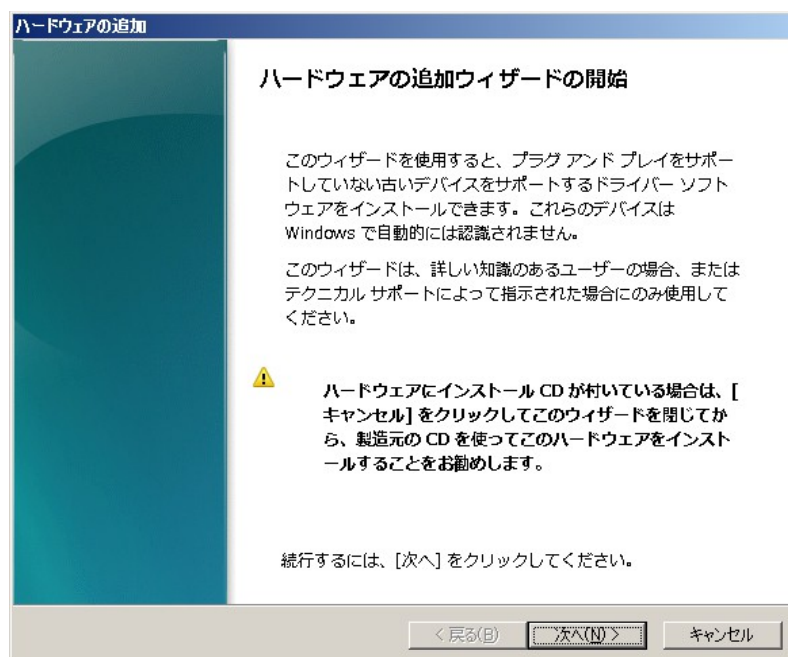 ハードウェアの追加
ハードウェアの追加ウィザードの開始
このウィザードを使用すると、プラグ アンド プレイをサポー
トしていない古いデバイスをサポートするドライバー ソフト
ウェアをインストールできます。これらのデバイスは
Windows で自動的には認識されません。
このウィザードは、詳しい知識のあるユーザーの場合、または
テクニカル サポートによって指示された場合にのみ使用して
ください。
ハードウェアにインストール CD が付いている場合は、[
キャンセル] をクリックしてこのウィザードを閉じてか
ら、製造元の CD を使ってこのハードウェアをインスト
ールすることをお勧めします。
続行するには、[次へ] をクリックしてください。
< 戻る(B) 次へ(N) > キャンセル